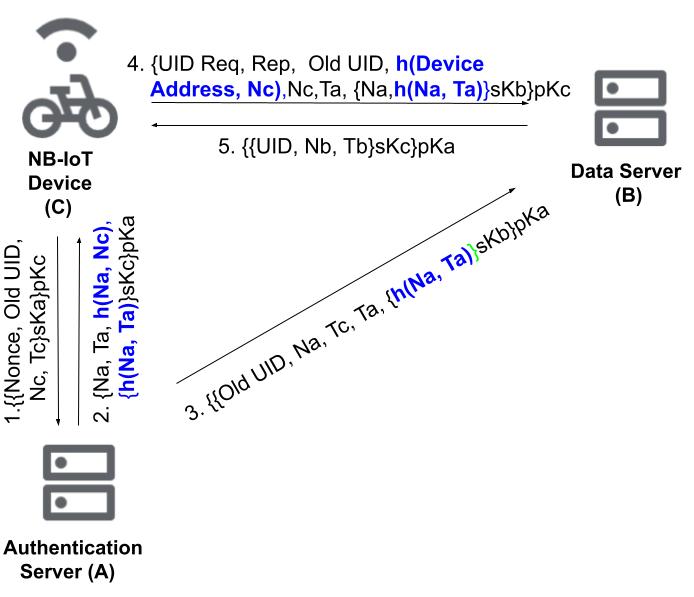 4. {UID Req, Rep, Old UID, h(Device
Address, Nc),Nc,Ta, {Na,h(Na, Ta)}sKb}pKc
5. {{UID, Nb, Tb}sKc}pKa
NB-IoT
Device
(C)
Data Server
(B)
1.{{Nonce, Old UID,
Nc, Tc}sKa}pKc
2. {Na, Ta, h(Na, Nc),
{h(Na, Ta)}sKc}pKa
3. {{Old UID, Na, Tc, Ta, {h(Na, Ta)}sKb}pKa
Authentication
Server (A)